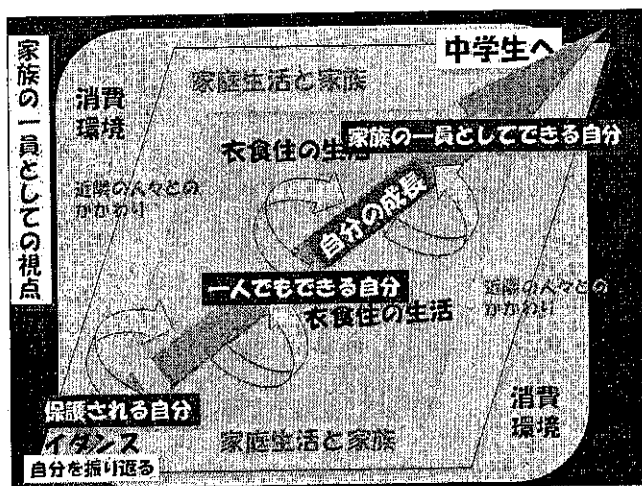 家族の一員としての視点
中学生へ
家庭生活と家族
消費
環境
家族の一員としてできる自分
衣食住の生活
近隣の人々との
かかわり
自分の成長
一人でもできる自分
近隣の人々との
かかわり
衣食住の生活
消費
環境
保護される自分
イダンス
家庭生活と家族
自分を振り返る